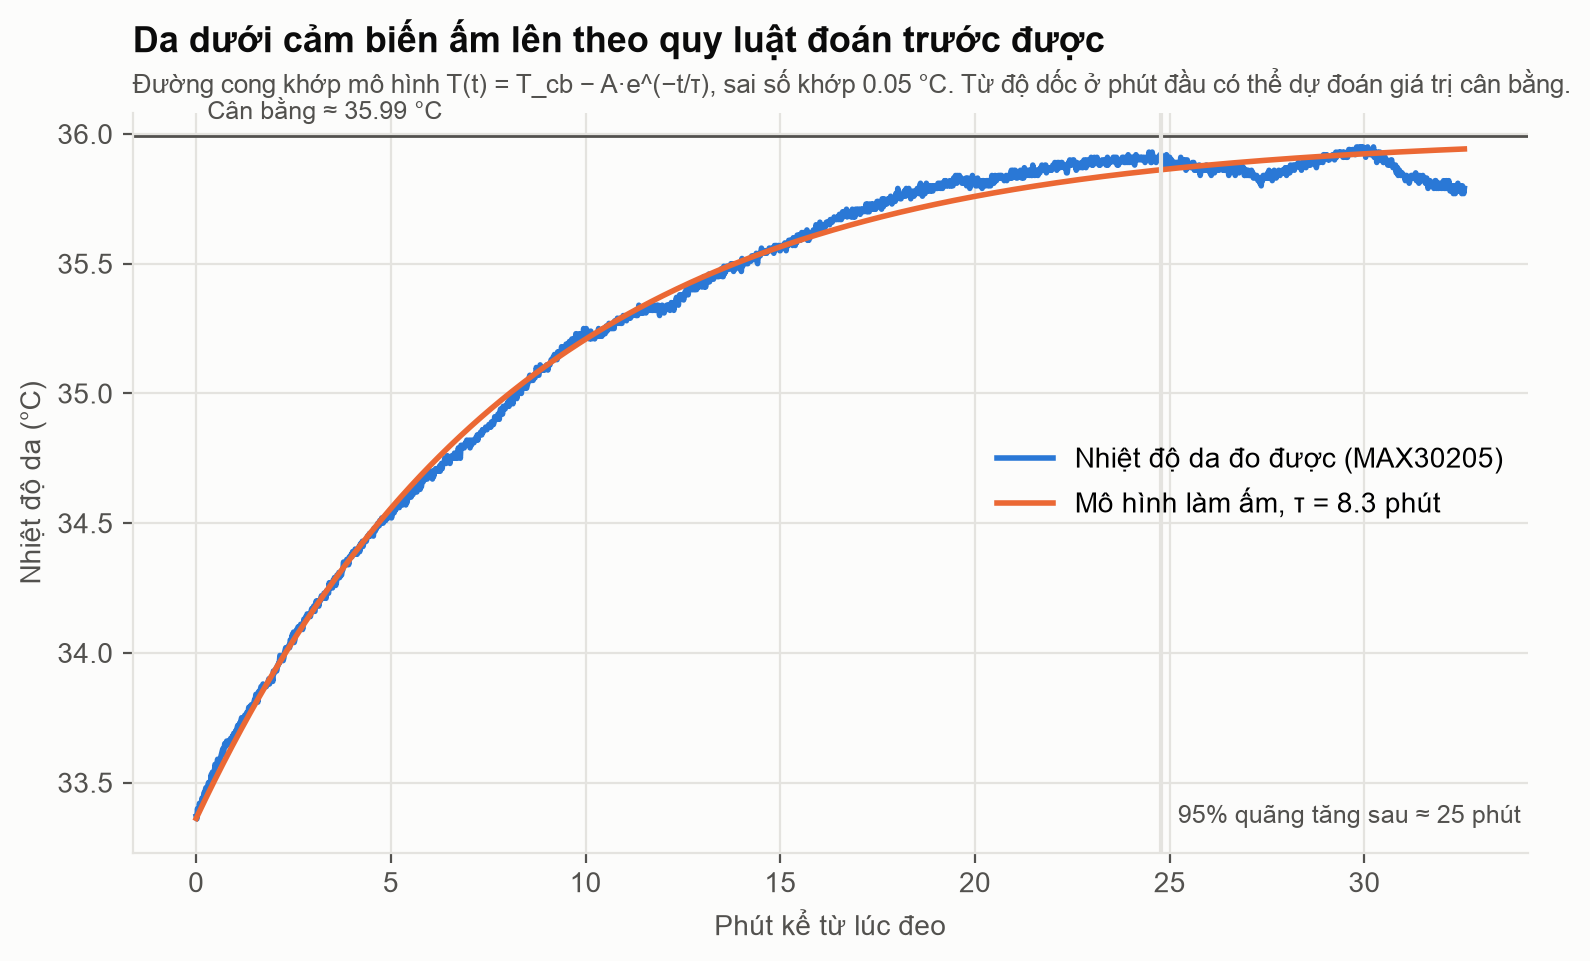 Da dưới cảm biến ấm lên theo quy luật đoán trước được
Đường cong khớp mô hình T(t) = T_cb − A·e^(−t/τ), sai số khớp 0.05 °C. Từ độ dốc ở phút đầu có thể dự đoán giá trị cân bằng.
Cân bằng ≈ 35.99 °C
36.0
35.5
35.0
34.5
34.0
33.5
Nhiệt độ da (°C)
Nhiệt độ da đo được (MAX30205)
Mô hình làm ấm, τ = 8.3 phút
95% quãng tăng sau ≈ 25 phút
0 5 10 15 20 25 30
Phút kể từ lúc đeo